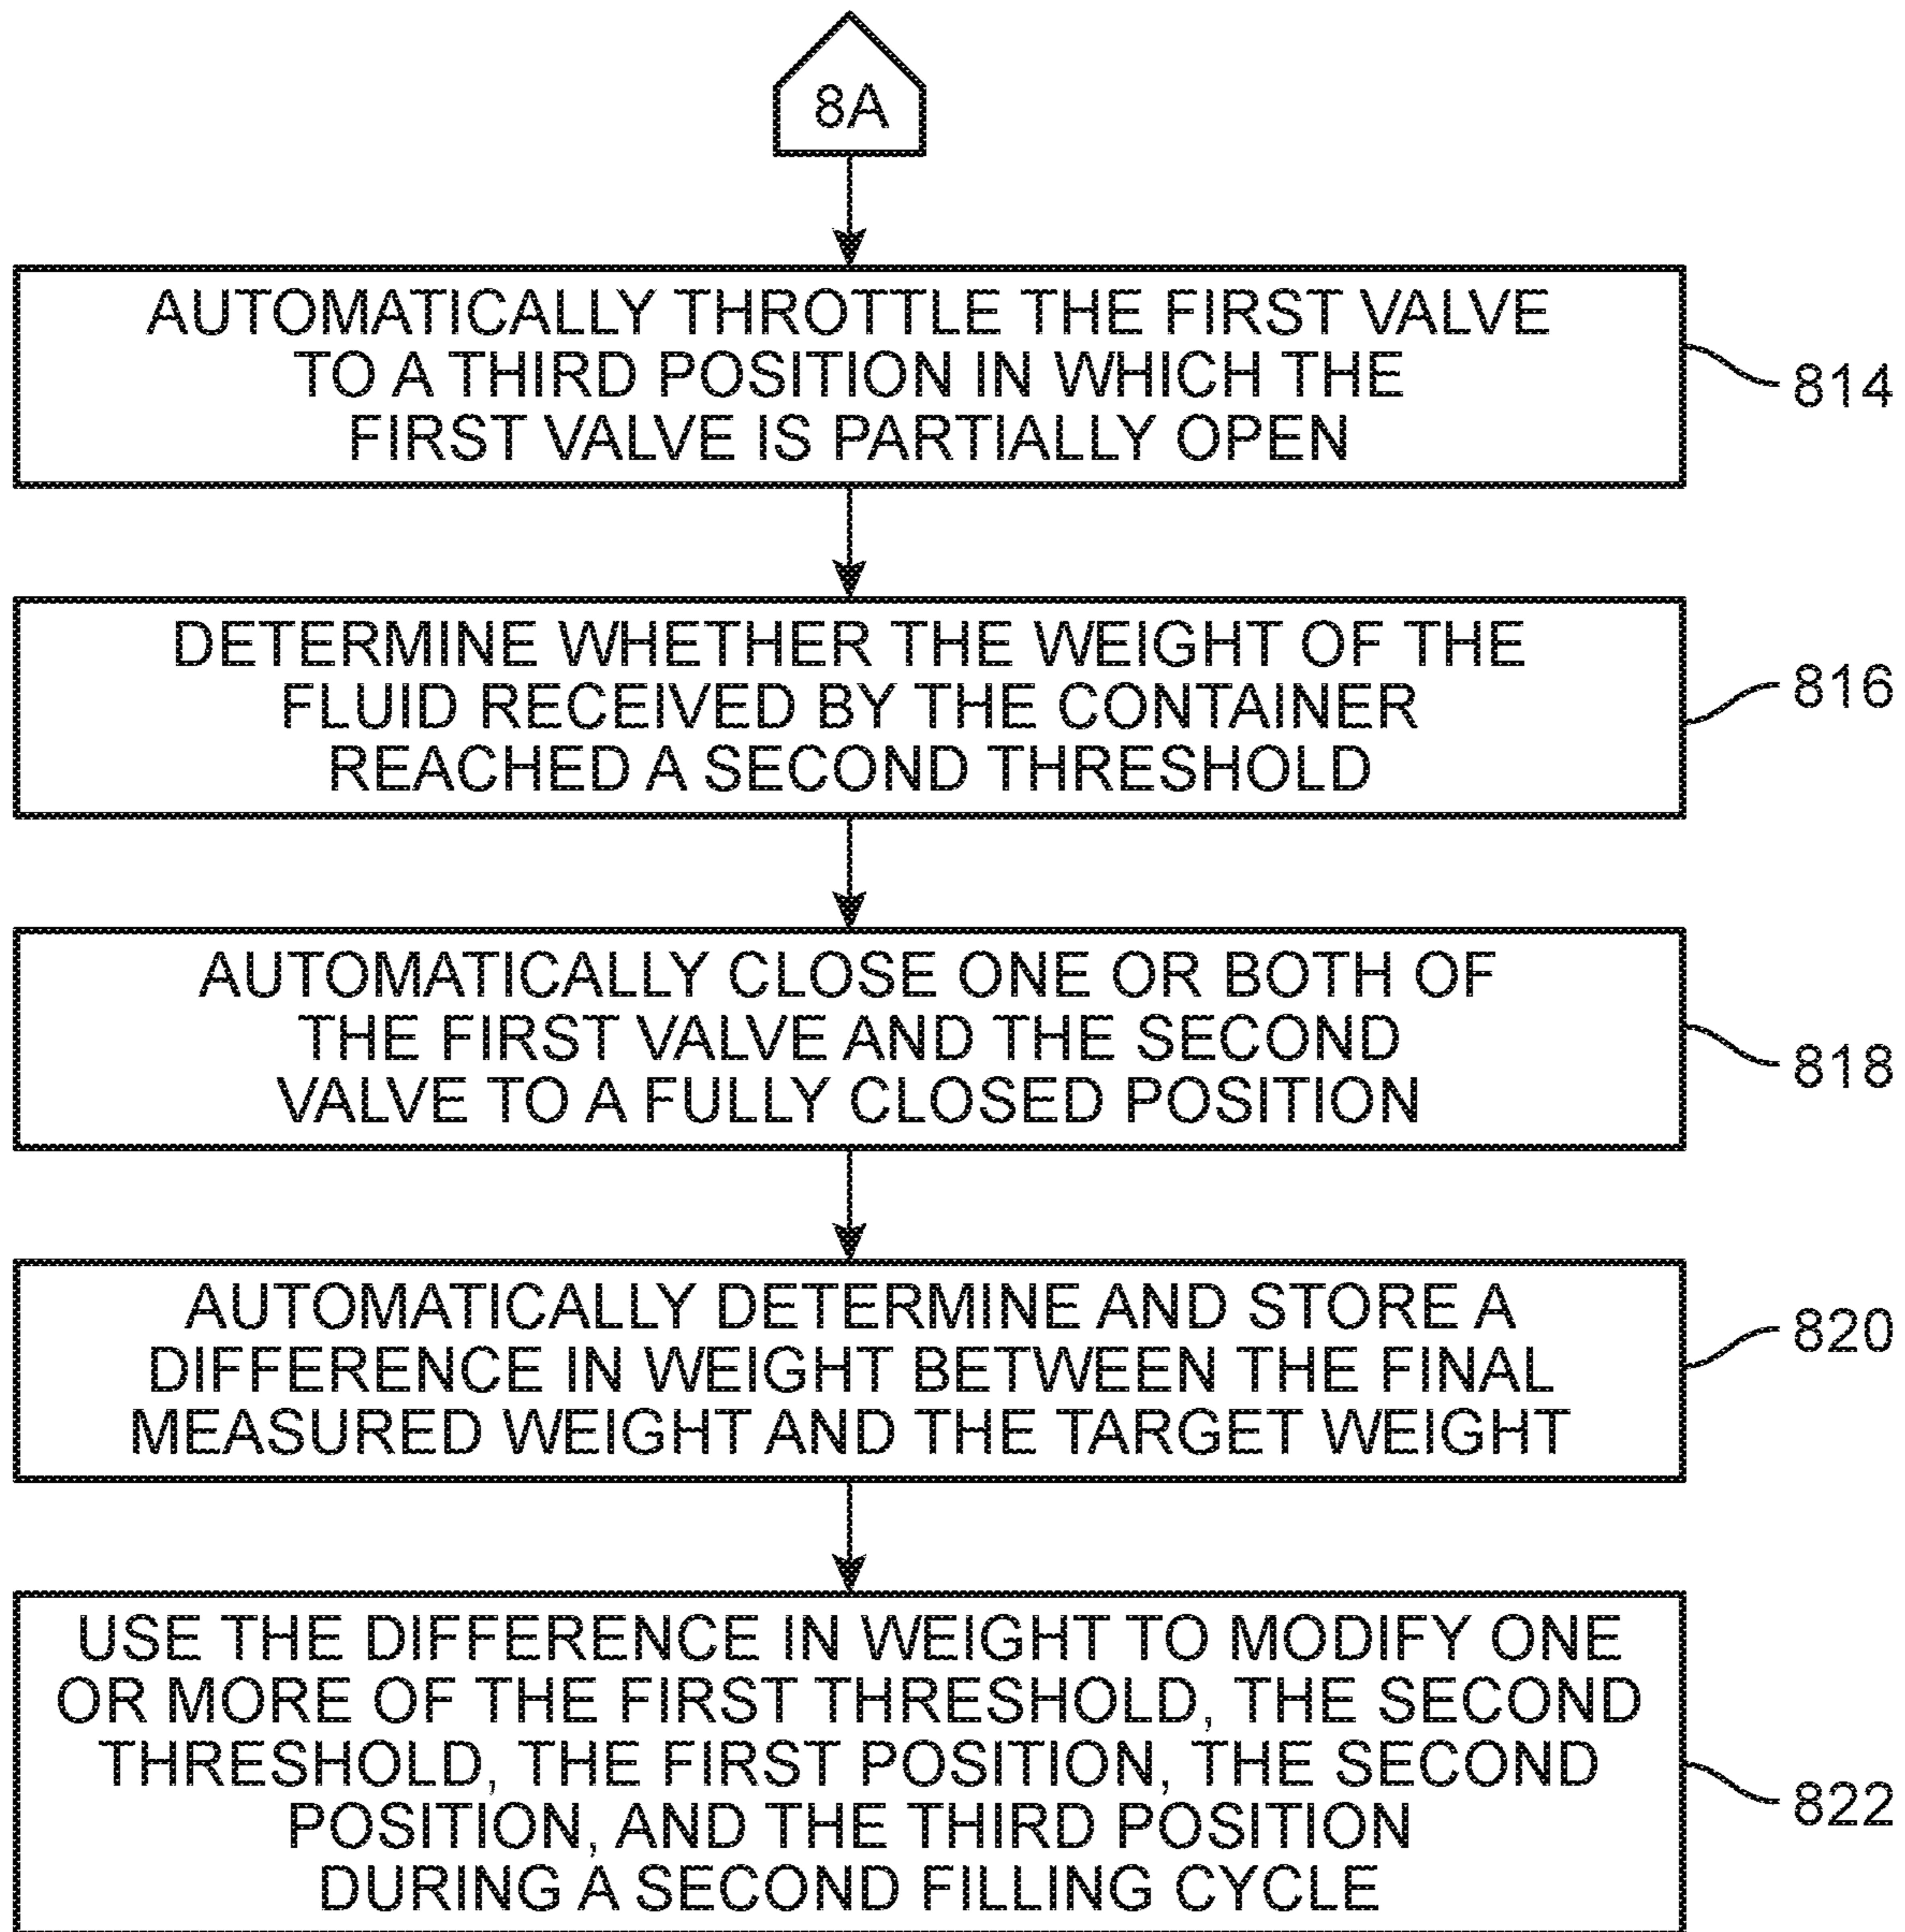 8A
AUTOMATICALLY THROTTLE THE FIRST VALVE
TO A THIRD POSITION IN WHICH THE
FIRST VALVE IS PARTIALLY OPEN
814
DETERMINE WHETHER THE WEIGHT OF THE
FLUID RECEIVED BY THE CONTAINER
REACHED A SECOND THRESHOLD
816
AUTOMATICALLY CLOSE ONE OR BOTH OF
THE FIRST VALVE AND THE SECOND
VALVE TO A FULLY CLOSED POSITION
818
AUTOMATICALLY DETERMINE AND STORE A
DIFFERENCE IN WEIGHT BETWEEN THE FINAL
MEASURED WEIGHT AND THE TARGET WEIGHT
820
USE THE DIFFERENCE IN WEIGHT TO MODIFY ONE
OR MORE OF THE FIRST THRESHOLD, THE SECOND
THRESHOLD, THE FIRST POSITION, THE SECOND
POSITION, AND THE THIRD POSITION
DURING A SECOND FILLING CYCLE
822